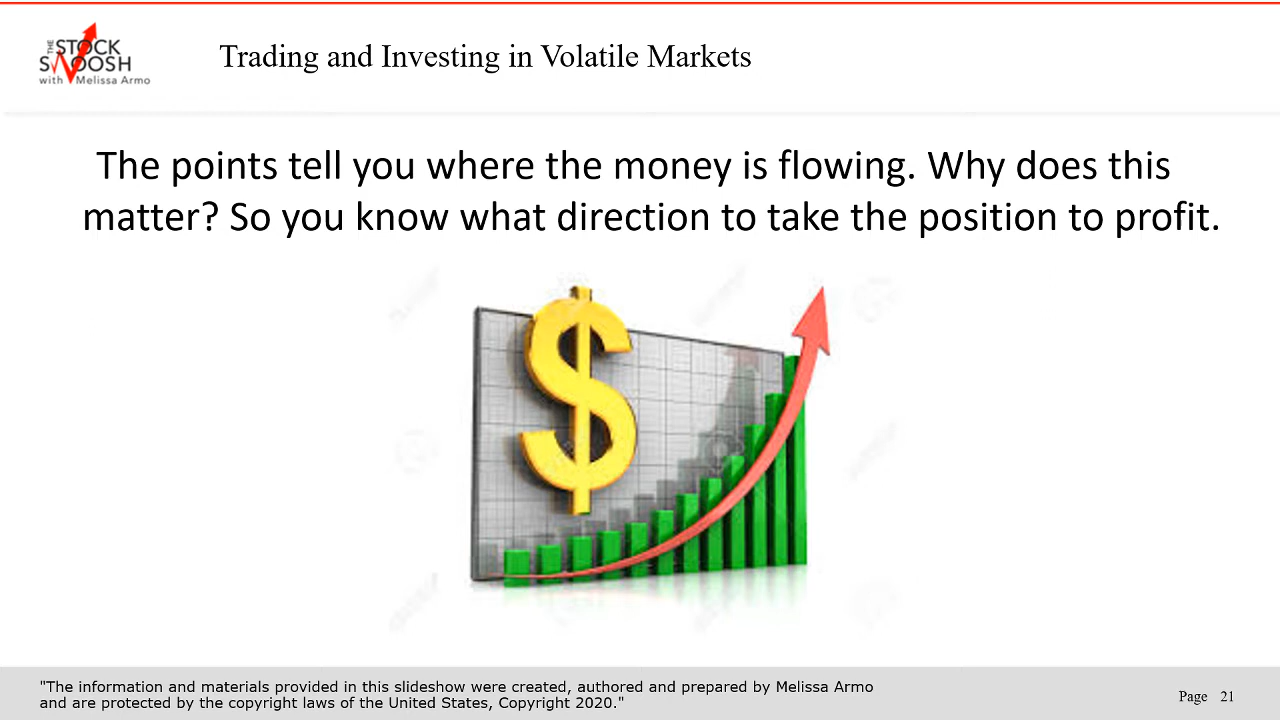 THE
STOCK
SWOOSH
with Melissa Armo
Trading and Investing in Volatile Markets
The points tell you where the money is flowing. Why does this
matter? So you know what direction to take the position to profit.
$
"The information and materials provided in this slideshow were created, authored and prepared by Melissa Armo
and are protected by the copyright laws of the United States, Copyright 2020."
Page 21